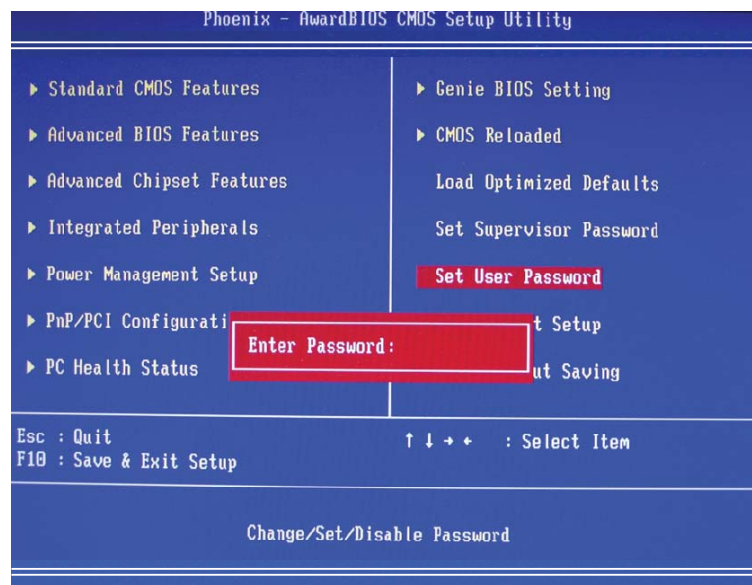 Phoenix - AwardBIOS CMOS Setup Utility
▶ Standard CMOS Features
▶ Advanced BIOS Features
▶ Advanced Chipset Features
▶ Integrated Peripherals
▶ Power Management Setup
▶ PnP/PCI Configurati
▶ PC Health Status
▶ Genie BIOS Setting
▶ CMOS Reloaded
Load Optimized Defaults
Set Supervisor Password
Set User Password
t Setup
ut Saving
Enter Password:
Esc : Quit
F10 : Save & Exit Setup
↑ ↓ → ← : Select Item
Change/Set/Disable Password